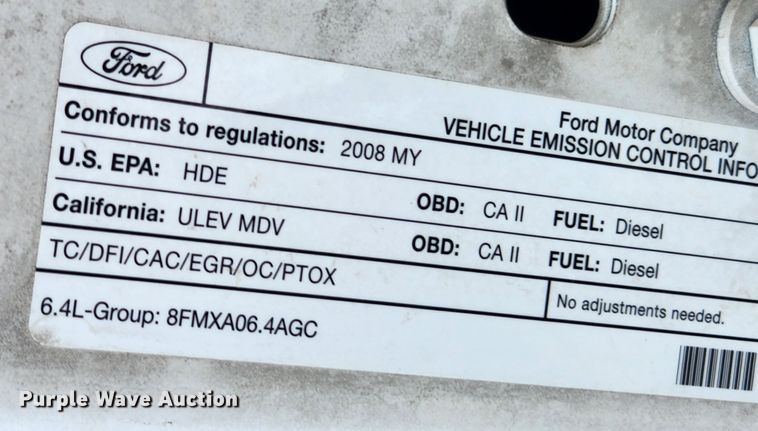 Ford
Ford Motor Company
VEHICLE EMISSION CONTROL INFO
Conforms to regulations: 2008 MY
U.S. EPA: HDE OBD: CA II FUEL: Diesel
California: ULEV MDV OBD: CA II FUEL: Diesel
TC/DFI/CAC/EGR/OC/PTOX No adjustments needed.
6.4L-Group: 8FMXA06.4AGC
Purple Wave Auction